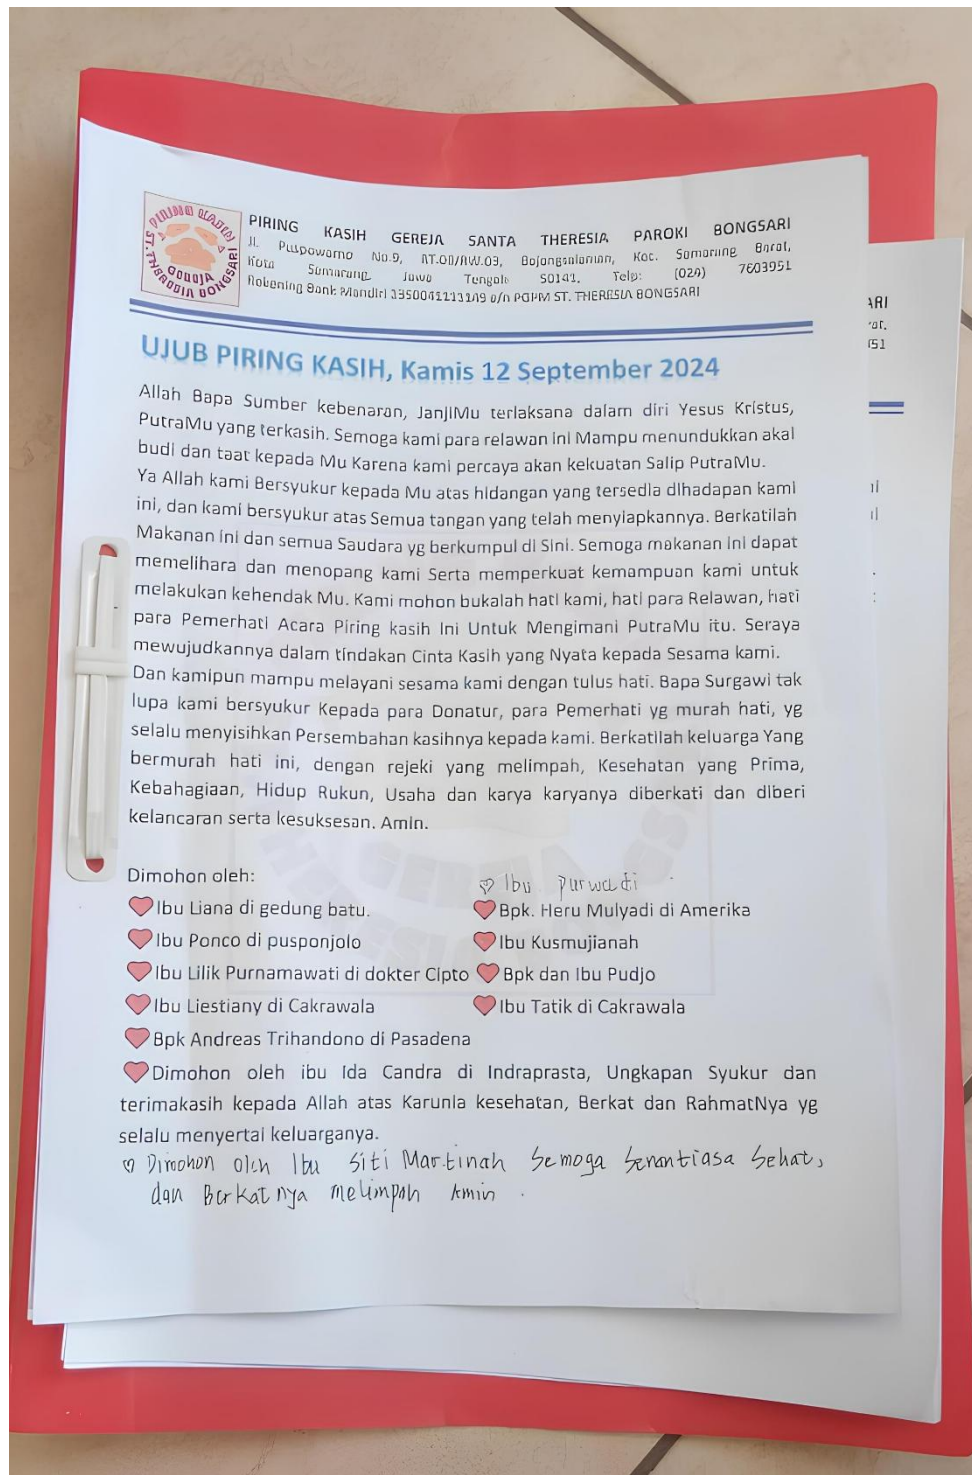 PIRING KASIH GEREJA SANTA THERESIA PAROKI BONGSARI
Jl. Puspowarno No.9, RT.00/RW.03, Bojongsalaman, Kec. Semarang Barat,
Kota Semarang, Jawa Tengah 50141, Telp: (024) 7603951
Rekening Bank Mandiri a/n PGPM ST. THERESIA BONGSARI
ARI
rat,
951
UJUB PIRING KASIH, Kamis 12 September 2024
Allah Bapa Sumber kebenaran, JanjiMu terlaksana dalam diri Yesus Kristus,
PutraMu yang terkasih. Semoga kami para relawan ini Mampu menundukkan akal
budi dan taat kepada Mu Karena kami percaya akan kekuatan Salip PutraMu.
Ya Allah kami Bersyukur kepada Mu atas hidangan yang tersedia dihadapan kami
ini, dan kami bersyukur atas Semua tangan yang telah menyiapkannya. Berkatilah
Makanan ini dan semua Saudara yg berkumpul di Sini. Semoga makanan ini dapat
memelihara dan menopang kami Serta memperkuat kemampuan kami untuk
melakukan kehendak Mu. Kami mohon bukalah hati kami, hati para Relawan, hati
para Pemerhati Acara Piring kasih Ini Untuk Mengimani PutraMu itu. Seraya
mewujudkannya dalam tindakan Cinta Kasih yang Nyata kepada Sesama kami.
Dan kamipun mampu melayani sesama kami dengan tulus hati. Bapa Surgawi tak
lupa kami bersyukur Kepada para Donatur, para Pemerhati yg murah hati, yg
selalu menyisihkan Persembahan kasihnya kepada kami. Berkatilah keluarga Yang
bermurah hati ini, dengan rejeki yang melimpah, Kesehatan yang Prima,
Kebahagiaan, Hidup Rukun, Usaha dan karya karyanya diberkati dan diberi
kelancaran serta kesuksesan. Amin.
Dimohon oleh:
♡ Ibu Purwadi
Ibu Liana di gedung batu.
Bpk. Heru Mulyadi di Amerika
Ibu Ponco di pusponjolo
Ibu Kusmujianah
Ibu Lilik Purnamawati di dokter Cipto
Bpk dan Ibu Pudjo
Ibu Liestiany di Cakrawala
Ibu Tatik di Cakrawala
Bpk Andreas Trihandono di Pasadena
Dimohon oleh ibu Ida Candra di Indraprasta, Ungkapan Syukur dan
terimakasih kepada Allah atas Karunia kesehatan, Berkat dan RahmatNya yg
selalu menyertai keluarganya.
♡ Dimohon oleh Ibu Siti Martinah Semoga Senantiasa Sehat,
dan Berkatnya melimpah Amin.